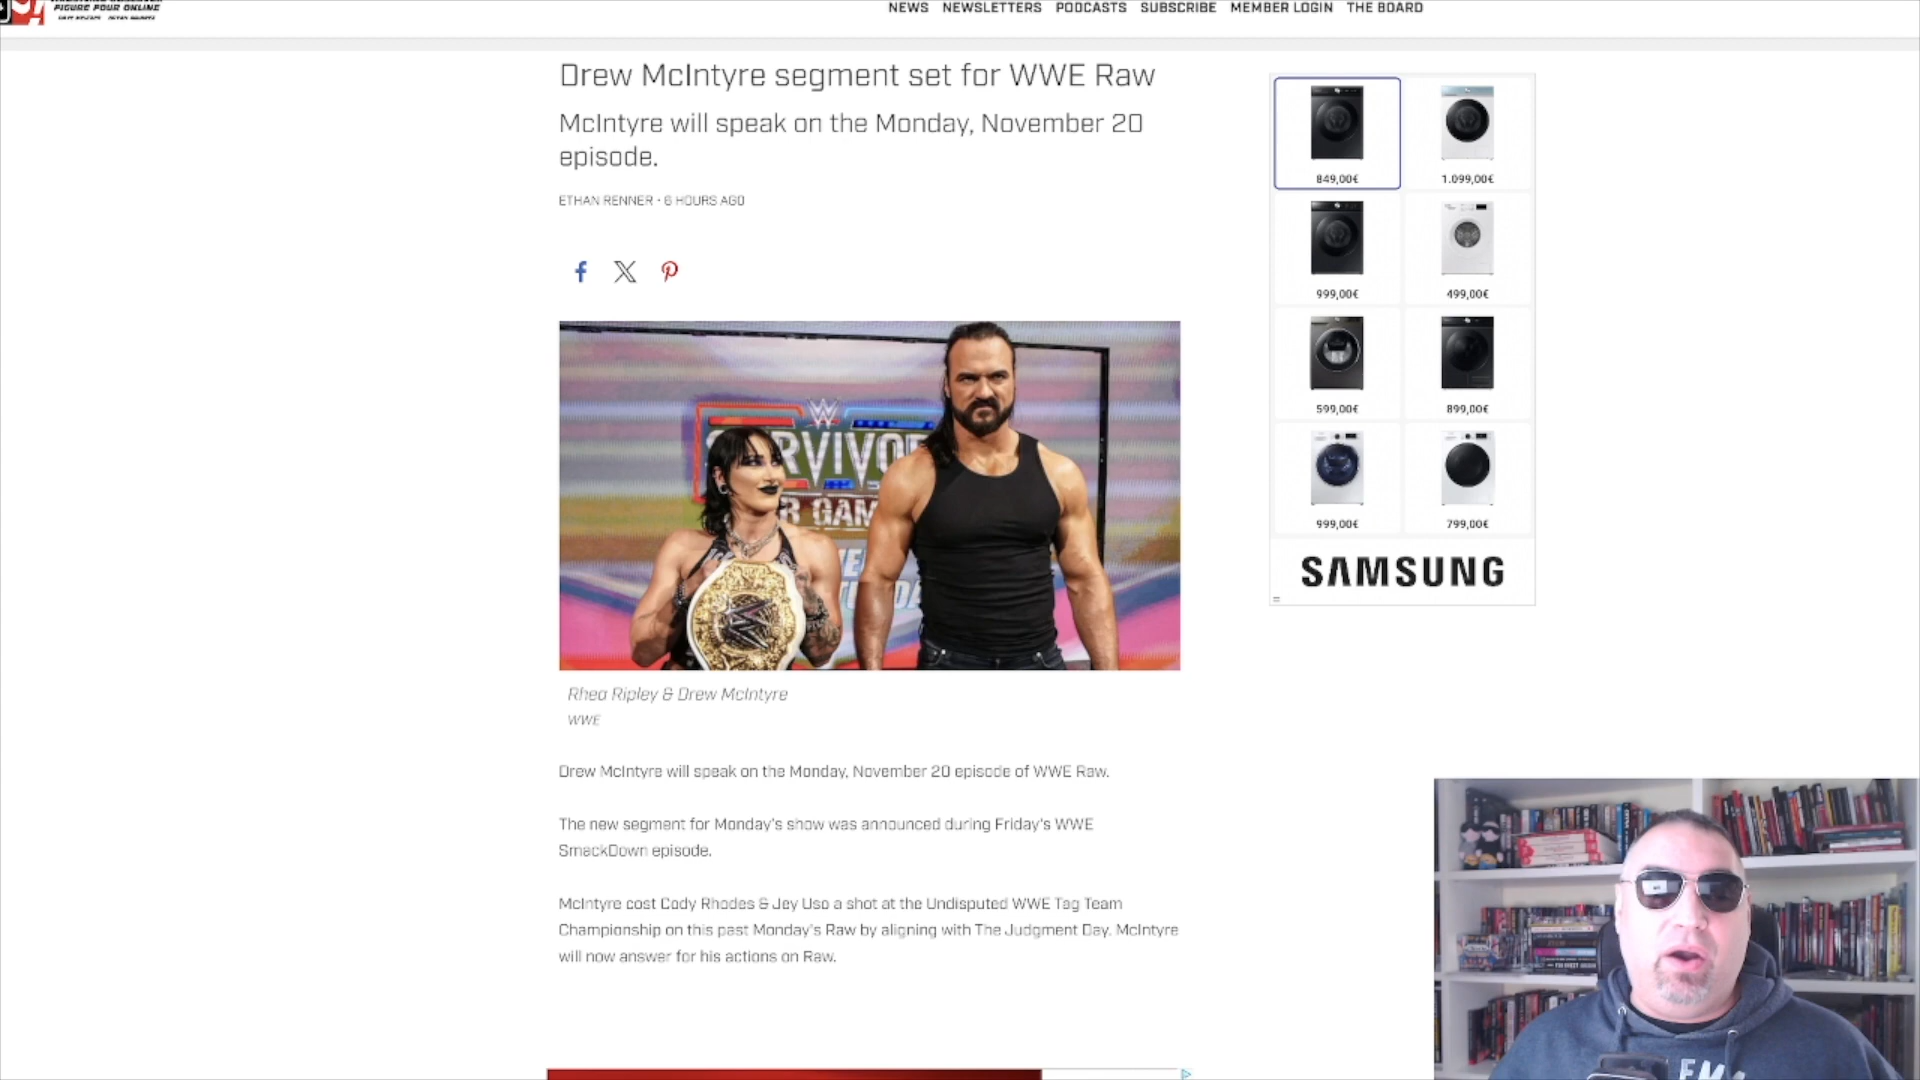 FIGURE FOUR ONLINE
NEWS NEWSLETTERS PODCASTS SUBSCRIBE MEMBER LOGIN THE BOARD
Drew McIntyre segment set for WWE Raw
McIntyre will speak on the Monday, November 20
episode.
ETHAN RENNER • 6 HOURS AGO
849,00€
1.099,00€
999,00€
499,00€
599,00€
899,00€
999,00€
799,00€
SAMSUNG
Rhea Ripley & Drew McIntyre
WWE
Drew McIntyre will speak on the Monday, November 20 episode of WWE Raw.
The new segment for Monday's show was announced during Friday's WWE
SmackDown episode.
McIntyre cost Cody Rhodes & Jey Uso a shot at the Undisputed WWE Tag Team
Championship on this past Monday's Raw by aligning with The Judgment Day. McIntyre
will now answer for his actions on Raw.